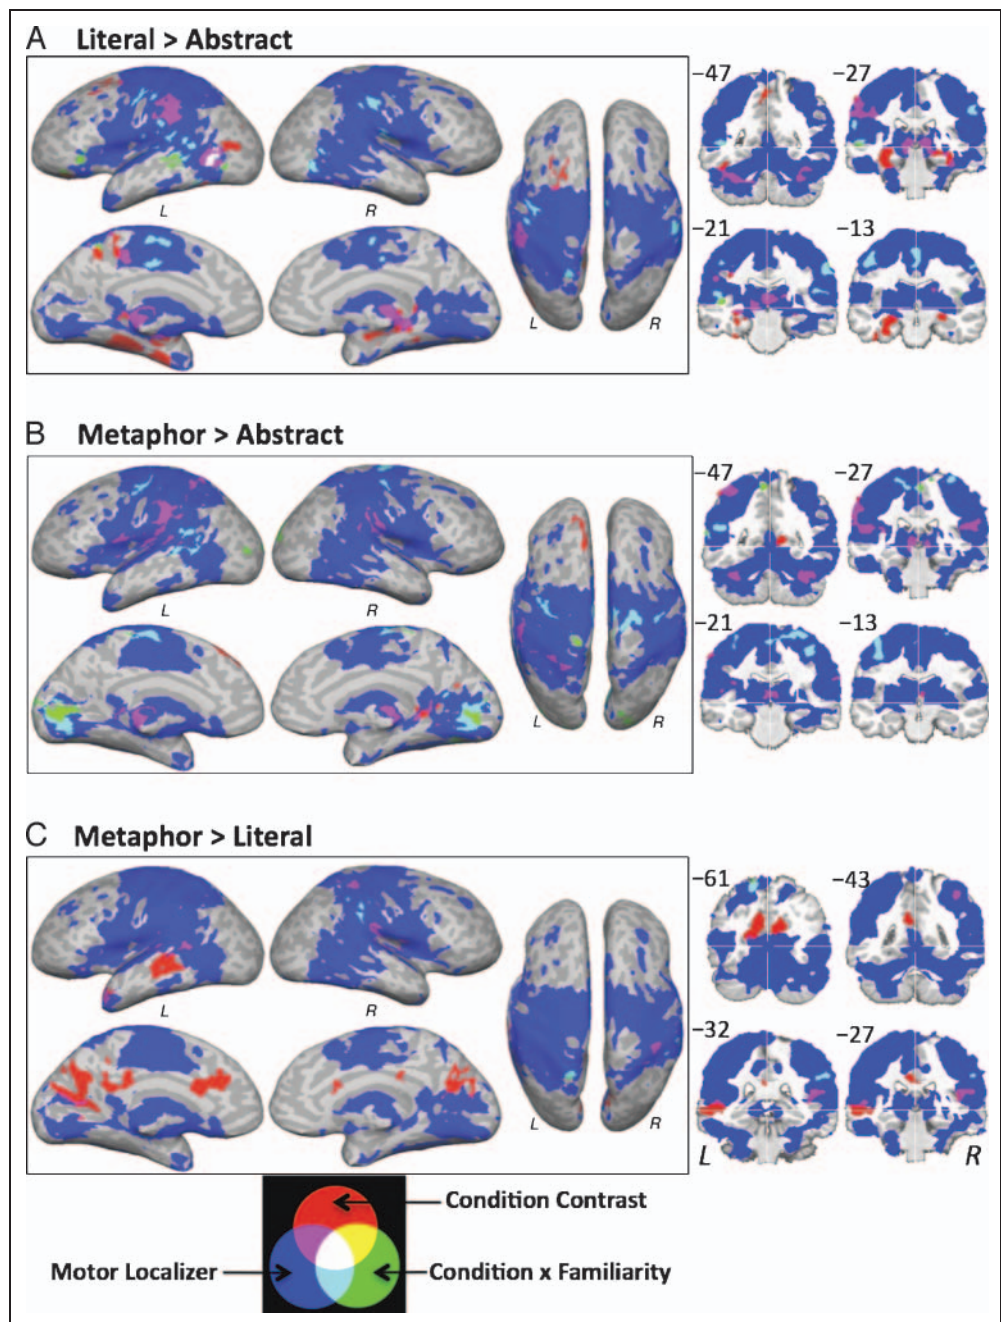 A Literal > Abstract
−47 −27
L R
−21 −13
L R
B Metaphor > Abstract
−47 −27
L R
−21 −13
L R
C Metaphor > Literal
−61 −43
L R
−32 −27
L R
L R
Condition Contrast
Motor Localizer
Condition x Familiarity